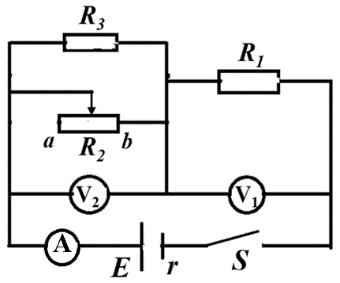 R₃
R₁
a R₂ b
V₂ V₁
A E r S